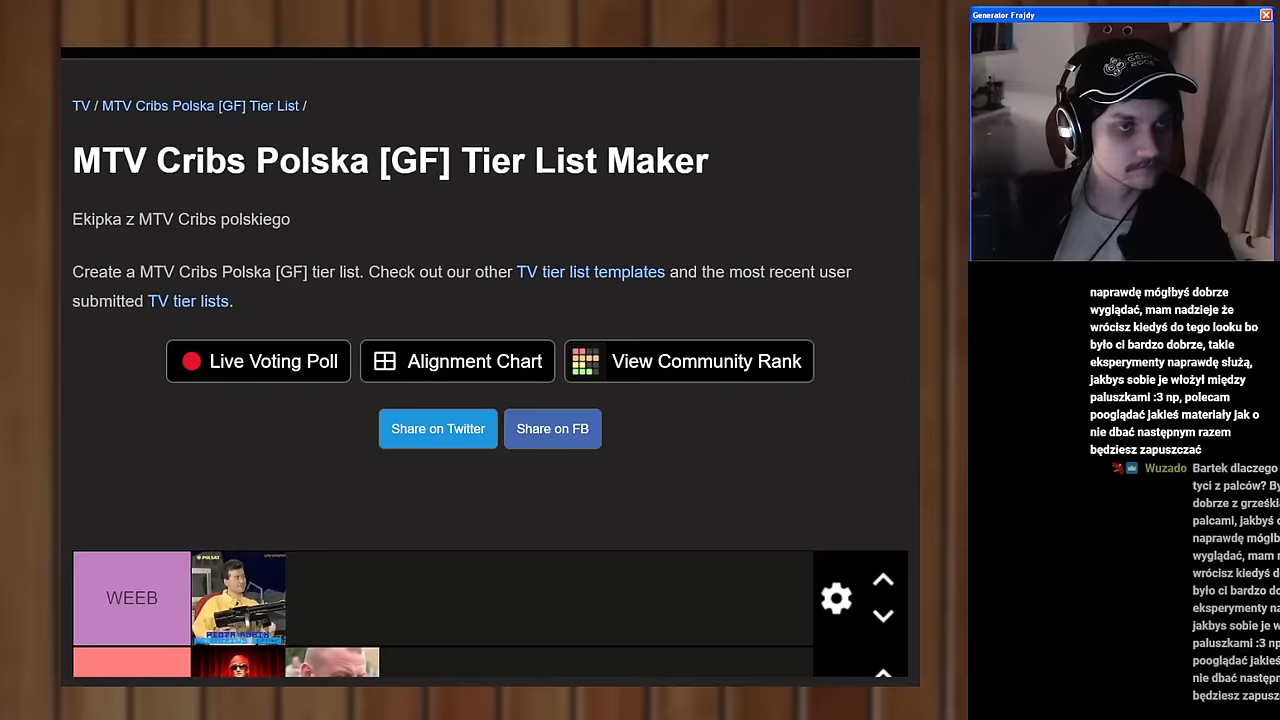 Generator Frajdy
TV / MTV Cribs Polska [GF] Tier List /
MTV Cribs Polska [GF] Tier List Maker
Ekipka z MTV Cribs polskiego
Create a MTV Cribs Polska [GF] tier list. Check out our other TV tier list templates and the most recent user
submitted TV tier lists.
Live Voting Poll
Alignment Chart
View Community Rank
Share on Twitter
Share on FB
WEEB
POLSAT
naprawdę mógłbyś dobrze
wyglądać, mam nadzieje że
wrócisz kiedyś do tego looku bo
było ci bardzo dobrze, takie
eksperymenty naprawdę służą,
jakbys sobie je włożył między
paluszkami :3 np, polecam
pooglądać jakieś materiały jak o
nie dbać następnym razem
będziesz zapuszczać
Wuzado Bartek dlaczego
tyci z palców? By
dobrze z grześki
palcami, jakbyś
naprawdę mógłb
wyglądać, mam
wrócisz kiedyś d
było ci bardzo do
eksperymenty na
jakbys sobie je w
paluszkami :3 np
pooglądać jakieś
nie dbać następn
będziesz zapusz